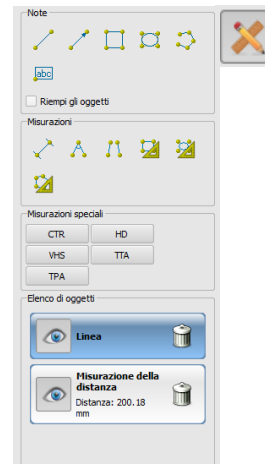 Note
abc
Riempi gli oggetti
Misurazioni
Misurazioni speciali
CTR
HD
VHS
TTA
TPA
Elenco di oggetti
Linea
Misurazione della
distanza
Distanza: 200.18
mm